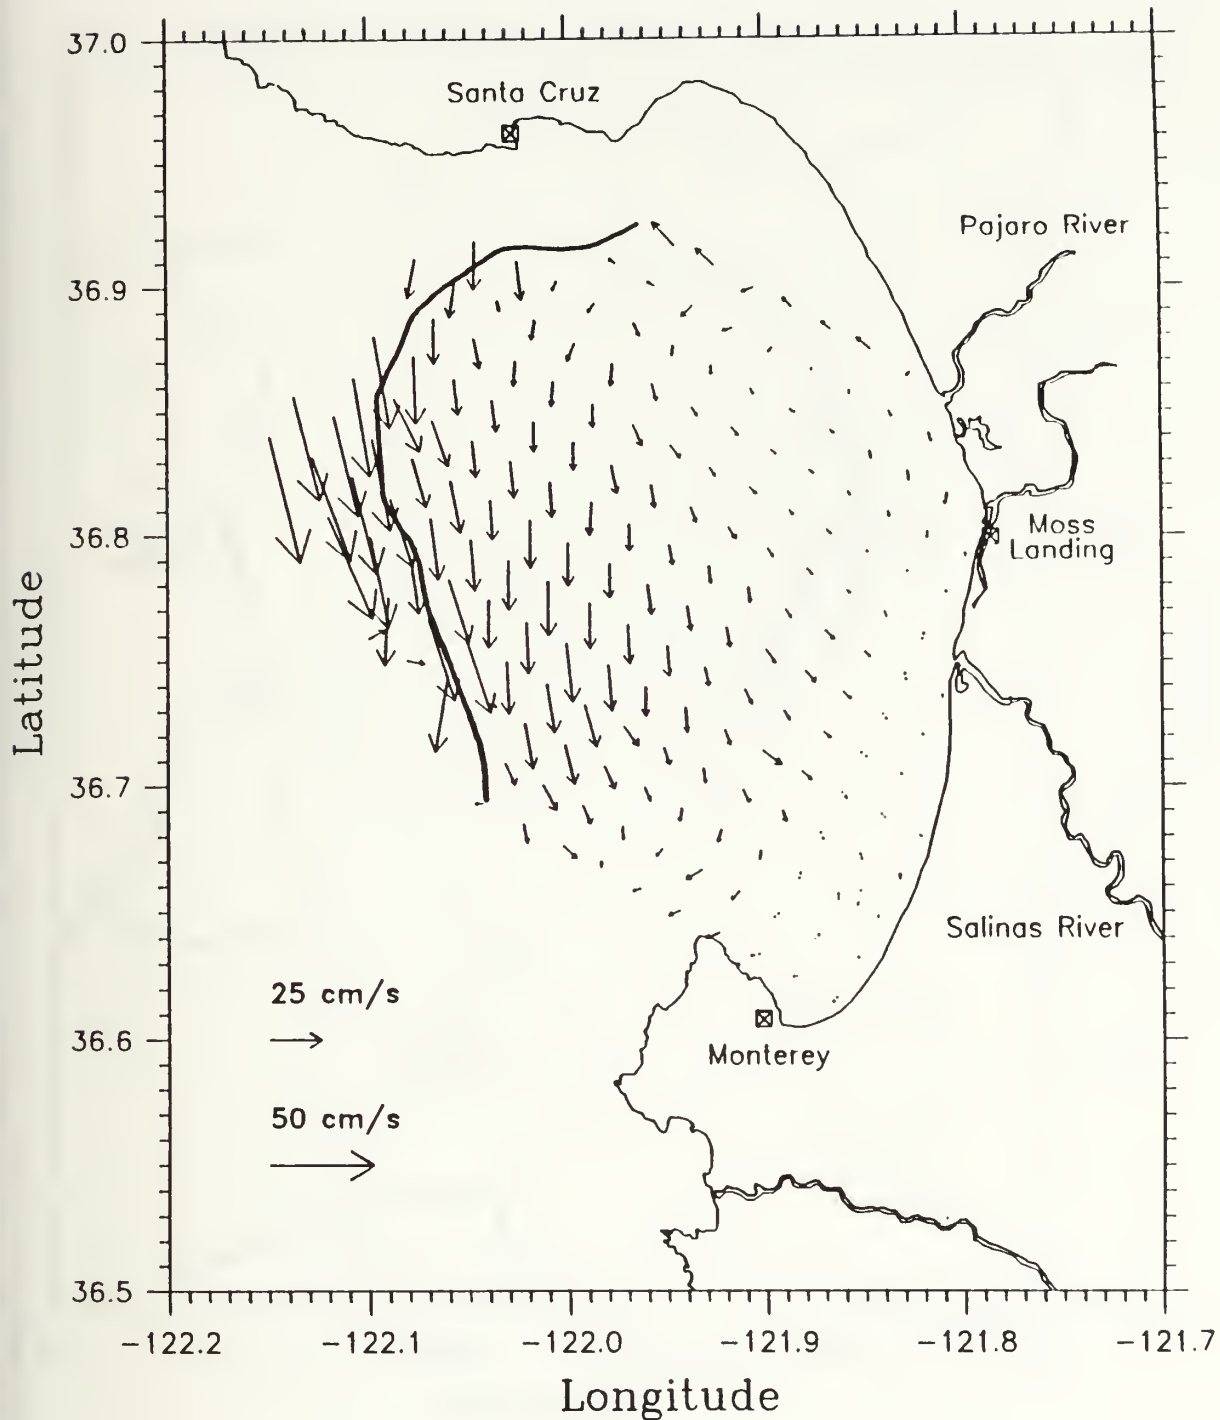 37.0
Santa Cruz
Pajaro River
36.9
36.8
Moss
Landing
Latitude
36.7
Salinas River
25 cm/s
36.6
Monterey
50 cm/s
36.5
-122.2
-122.1
-122.0
-121.9
-121.8
-121.7
Longitude